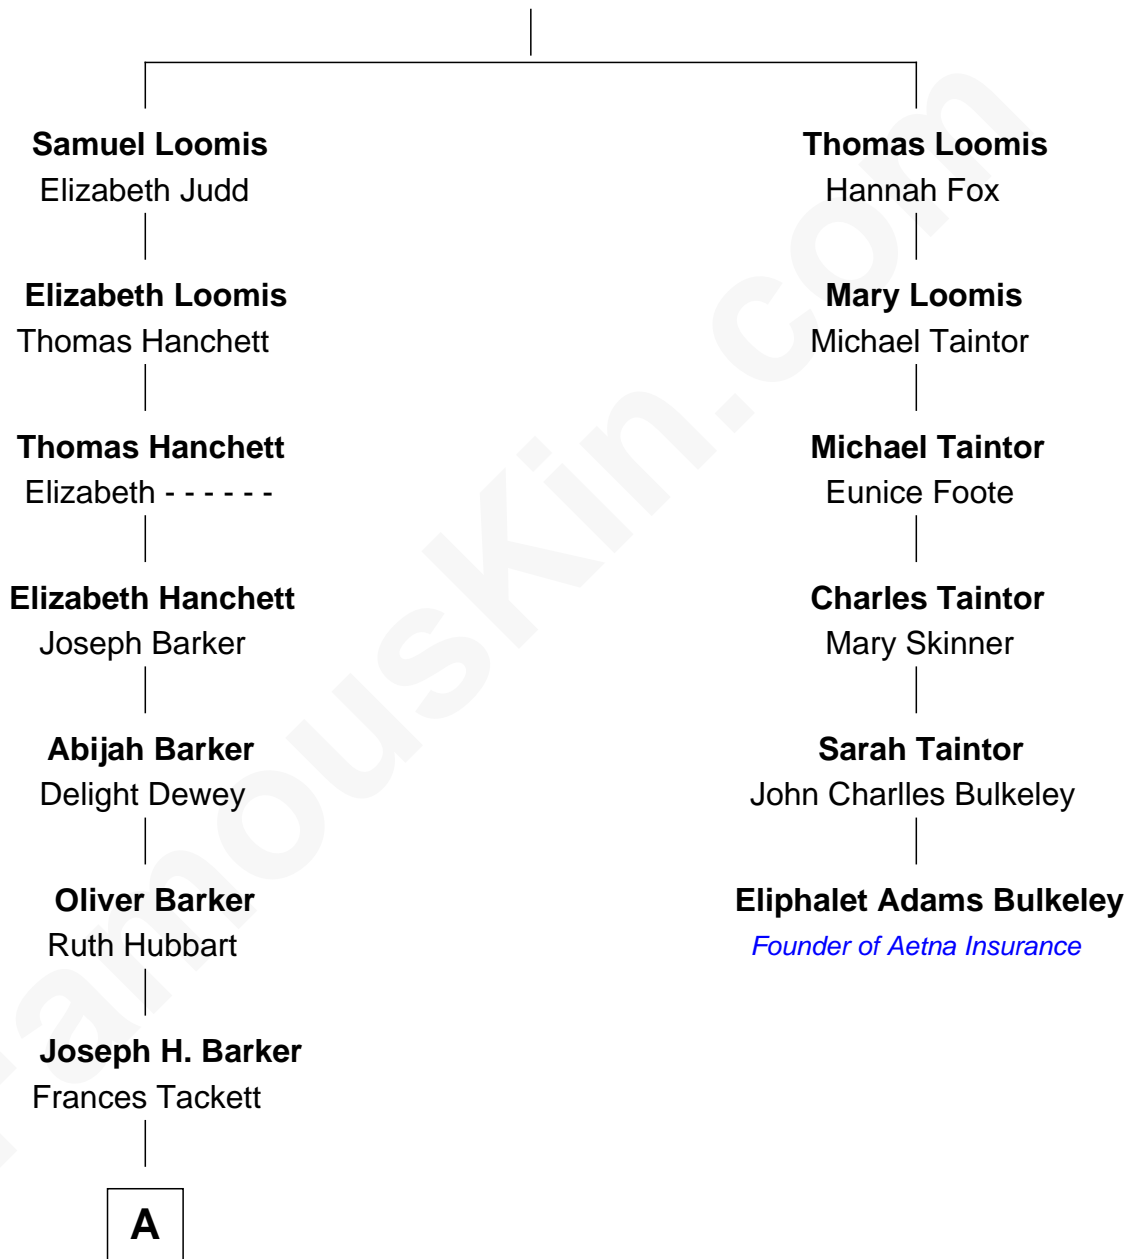 Samuel Loomis
Elizabeth Judd
Elizabeth Loomis
Thomas Hanchett
Thomas Hanchett
Elizabeth - - - - - -
Elizabeth Hanchett
Joseph Barker
Abijah Barker
Delight Dewey
Oliver Barker
Ruth Hubbart
Joseph H. Barker
Frances Tackett
A
Thomas Loomis
Hannah Fox
Mary Loomis
Michael Taintor
Michael Taintor
Eunice Foote
Charles Taintor
Mary Skinner
Sarah Taintor
John Charlles Bulkeley
Eliphalet Adams Bulkeley
Founder of Aetna Insurance
FamousKin.com